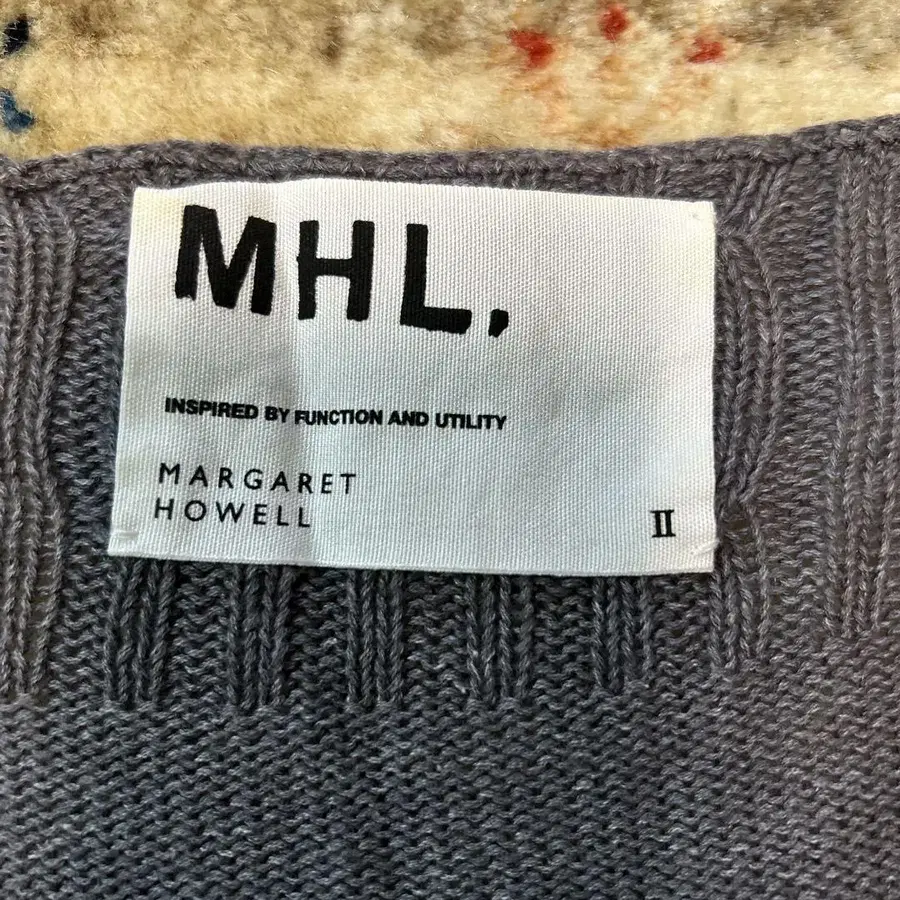 MHL.
INSPIRED BY FUNCTION AND UTILITY
MARGARET
HOWELL
II